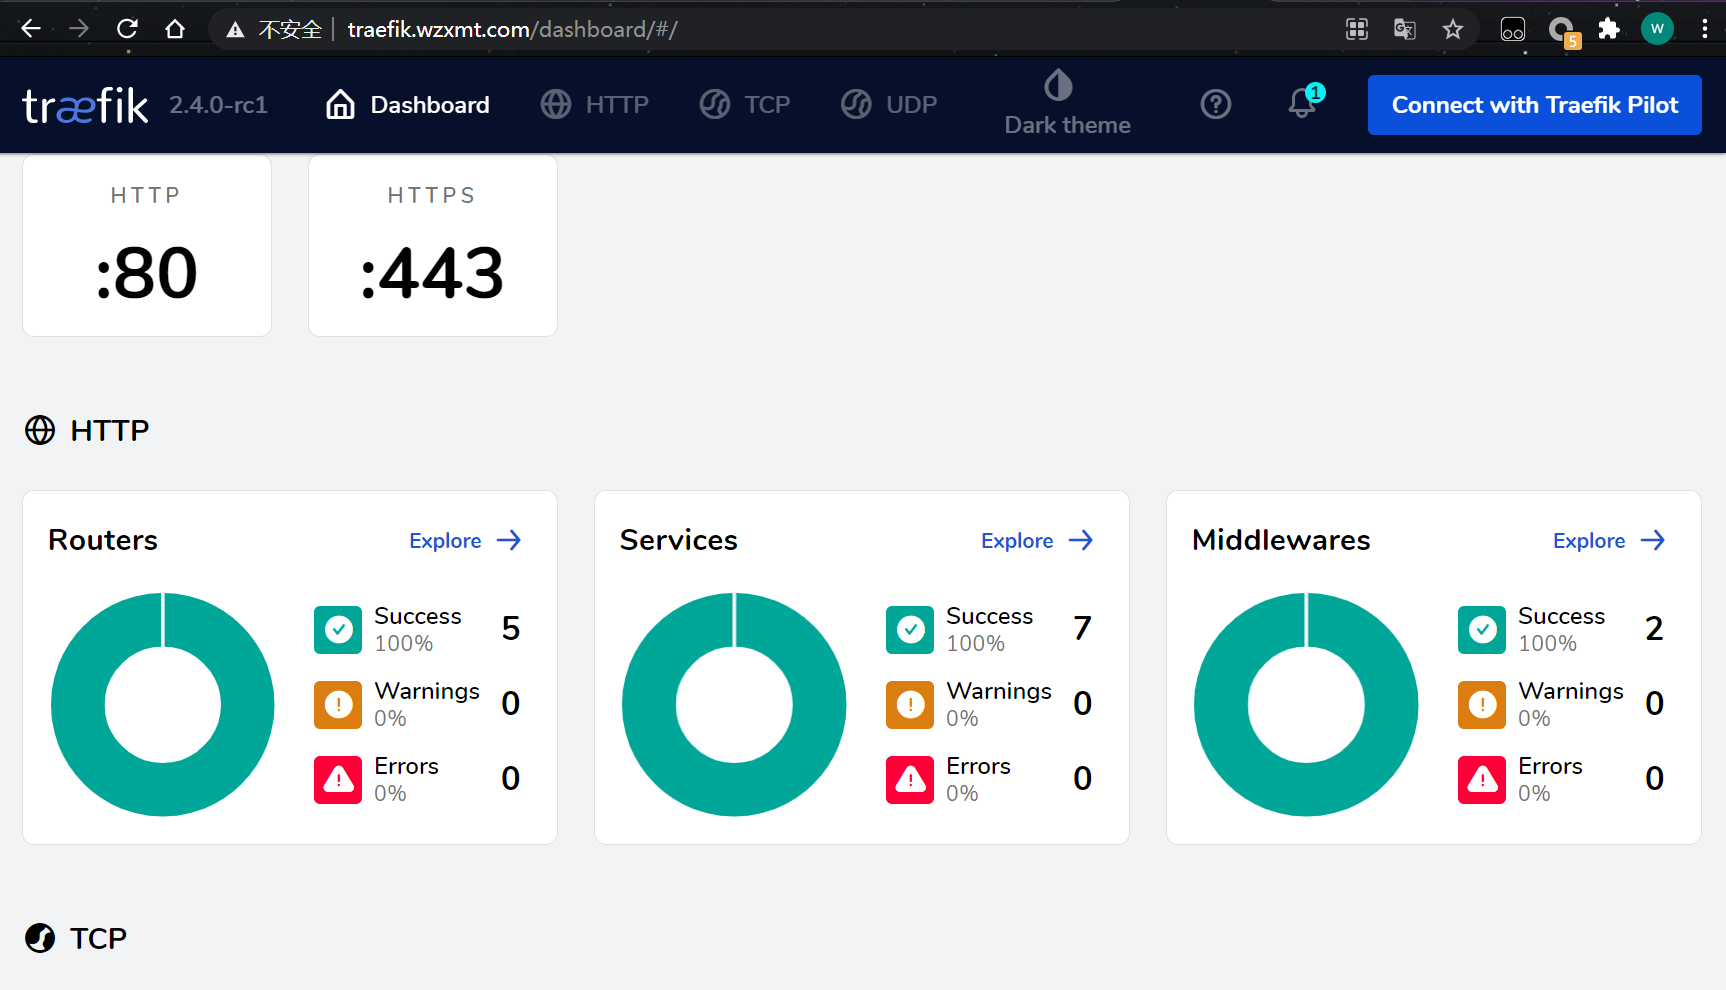 不安全 traefik.wzxmt.com/dashboard/#/
5
W
træfik 2.4.0-rc1 Dashboard HTTP TCP UDP Dark theme 1 Connect with Traefik Pilot
HTTP HTTPS
:80 :443
HTTP
Routers Explore
Success 5
100%
Warnings 0
0%
Errors 0
0%
Services Explore
Success 7
100%
Warnings 0
0%
Errors 0
0%
Middlewares Explore
Success 2
100%
Warnings 0
0%
Errors 0
0%
TCP